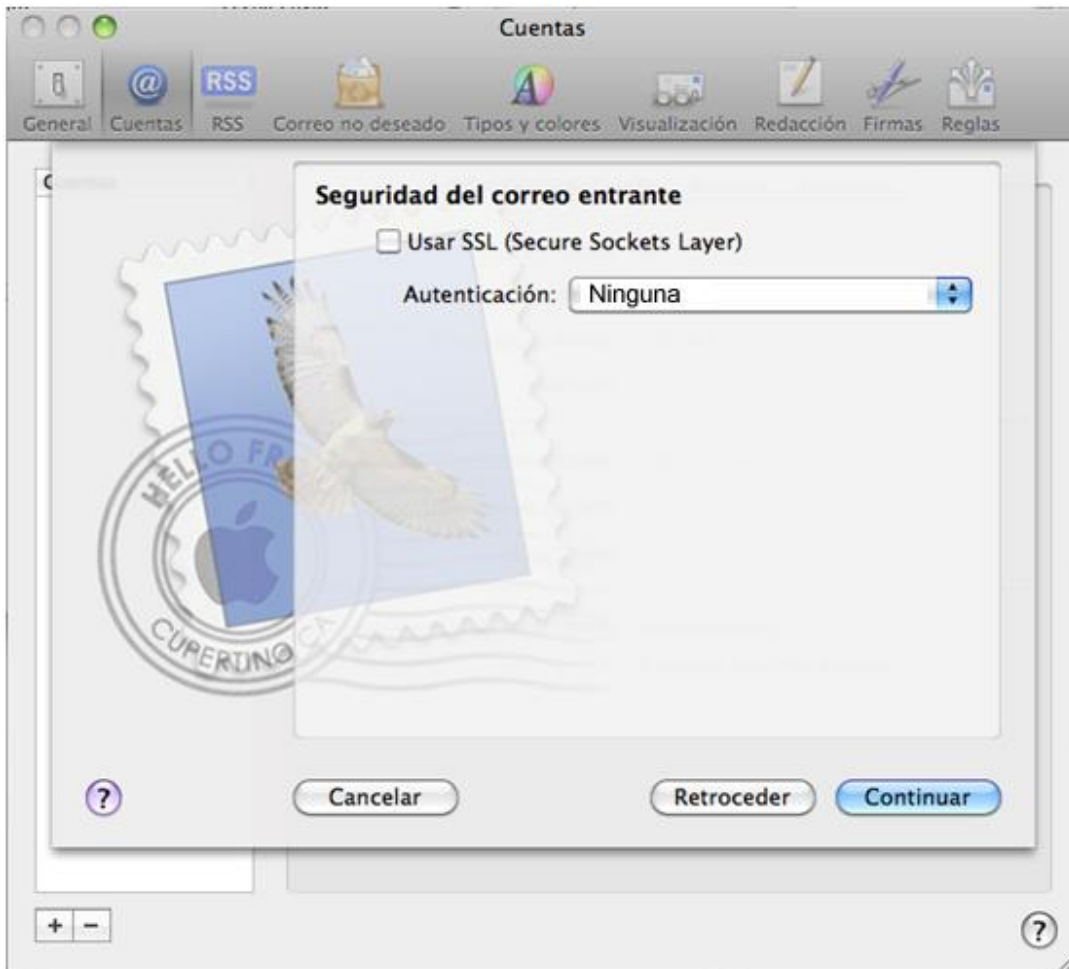 Cuentas
General Cuentas RSS Correo no deseado Tipos y colores Visualización Redacción Firmas Reglas
RSS
Seguridad del correo entrante
Usar SSL (Secure Sockets Layer)
Autenticación: Ninguna
HELLO FR
CUPERTINO CA
? Cancelar Retroceder Continuar
+ − ?